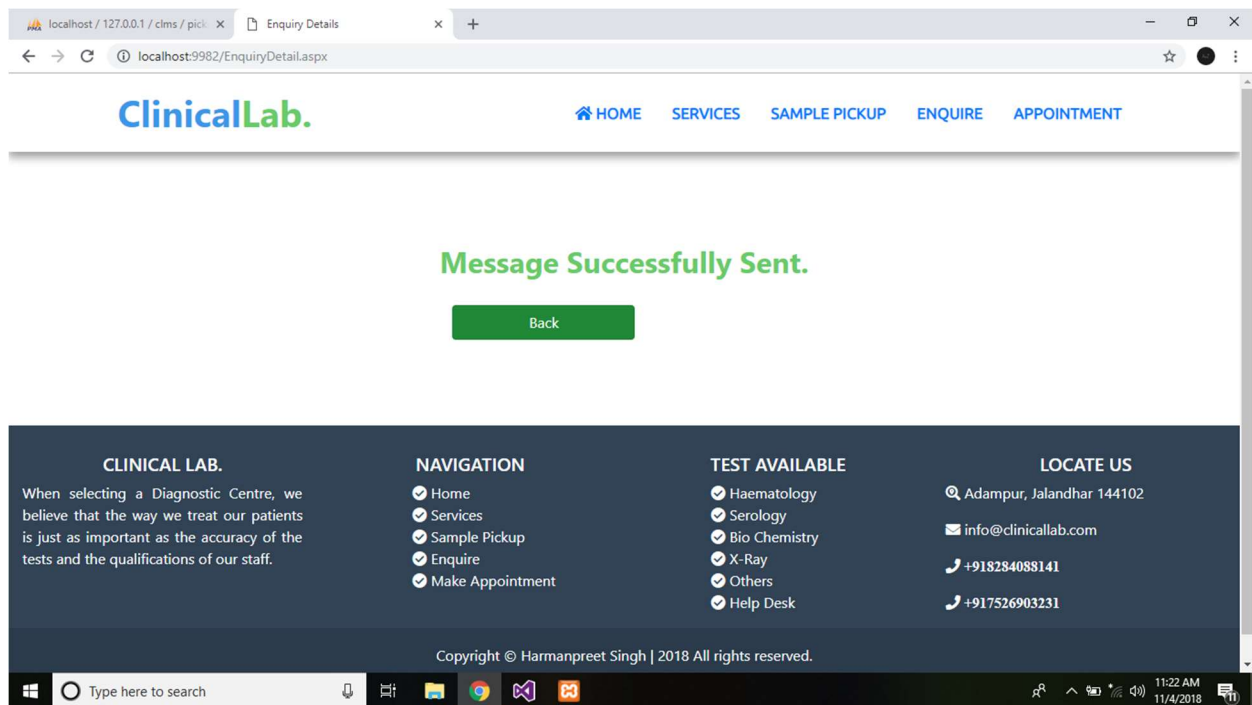 localhost / 127.0.0.1 / clms / pick
Enquiry Details
localhost:9982/EnquiryDetail.aspx
ClinicalLab.
HOME SERVICES SAMPLE PICKUP ENQUIRE APPOINTMENT
Message Successfully Sent.
Back
CLINICAL LAB.
When selecting a Diagnostic Centre, we
believe that the way we treat our patients
is just as important as the accuracy of the
tests and the qualifications of our staff.
NAVIGATION
Home
Services
Sample Pickup
Enquire
Make Appointment
TEST AVAILABLE
Haematology
Serology
Bio Chemistry
X-Ray
Others
Help Desk
LOCATE US
Adampur, Jalandhar 144102
info@clinicallab.com
+918284088141
+917526903231
Copyright © Harmanpreet Singh | 2018 All rights reserved.
Type here to search
11:22 AM
11/4/2018